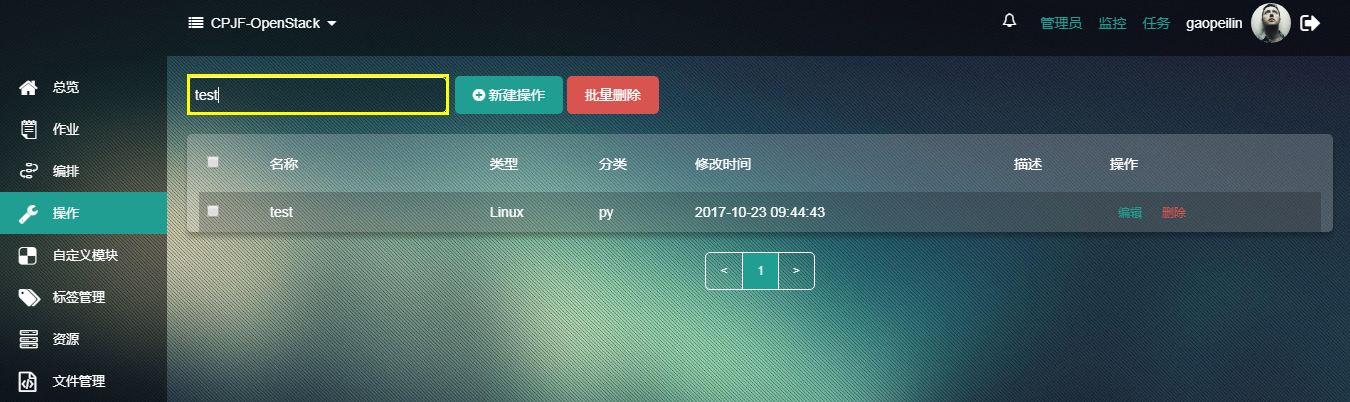 CPJF-OpenStack
管理员 监控 任务 gaopeilin
总览
作业
编排
操作
自定义模块
标签管理
资源
文件管理
test
新建操作 批量删除
名称 类型 分类 修改时间 描述 操作
test Linux py 2017-10-23 09:44:43 编辑 删除
< 1 >